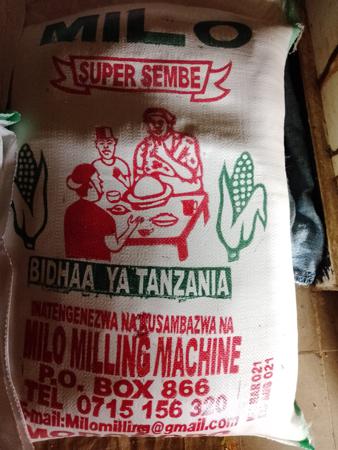 MILO
SUPER SEMBE
BIDHAA YA TANZANIA
INATENGENEZWA NA KUSAMBAZWA NA
MILO MILLING MACHINE
P.O. BOX 866
TEL 0715 156 320
email:Milomilling@gmail.com